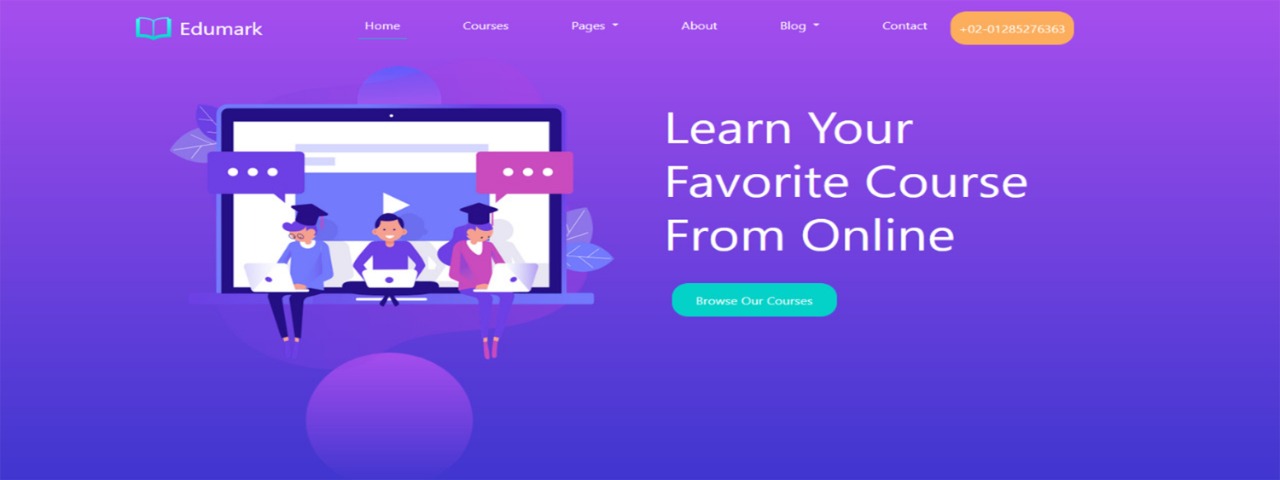 Edumark
Home
Courses
Pages
About
Blog
Contact
+02-01285276363
Learn Your
Favorite Course
From Online
Browse Our Courses